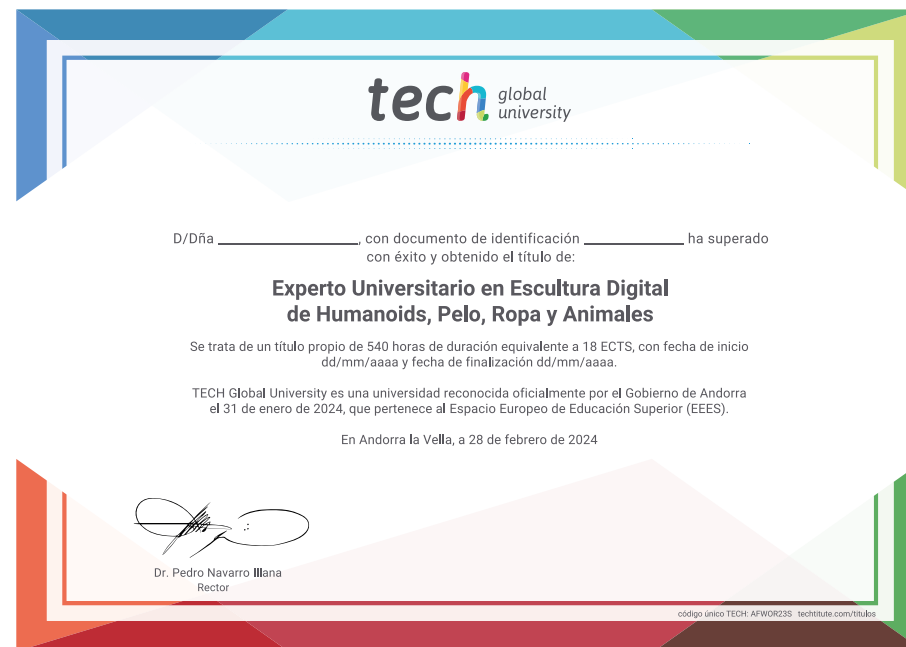 tech global university
D/Dña ____________________, con documento de identificación ______________ ha superado
con éxito y obtenido el título de:
Experto Universitario en Escultura Digital
de Humanoids, Pelo, Ropa y Animales
Se trata de un título propio de 540 horas de duración equivalente a 18 ECTS, con fecha de inicio
dd/mm/aaaa y fecha de finalización dd/mm/aaaa.
TECH Global University es una universidad reconocida oficialmente por el Gobierno de Andorra
el 31 de enero de 2024, que pertenece al Espacio Europeo de Educación Superior (EEES).
En Andorra la Vella, a 28 de febrero de 2024
Dr. Pedro Navarro Illana
Rector
código único TECH: AFWOR23S techtitute.com/titulos